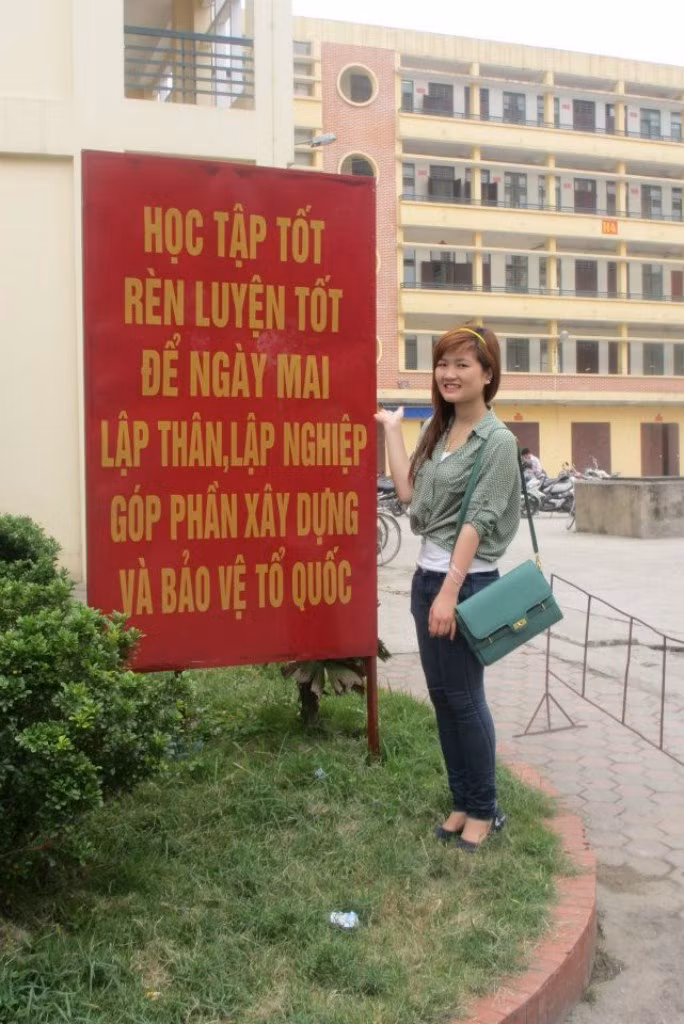 HỌC TẬP TỐT
RÈN LUYỆN TỐT
ĐỂ NGÀY MAI
LẬP THÂN,LẬP NGHIỆP
GÓP PHẦN XÂY DỰNG
VÀ BẢO VỆ TỔ QUỐC